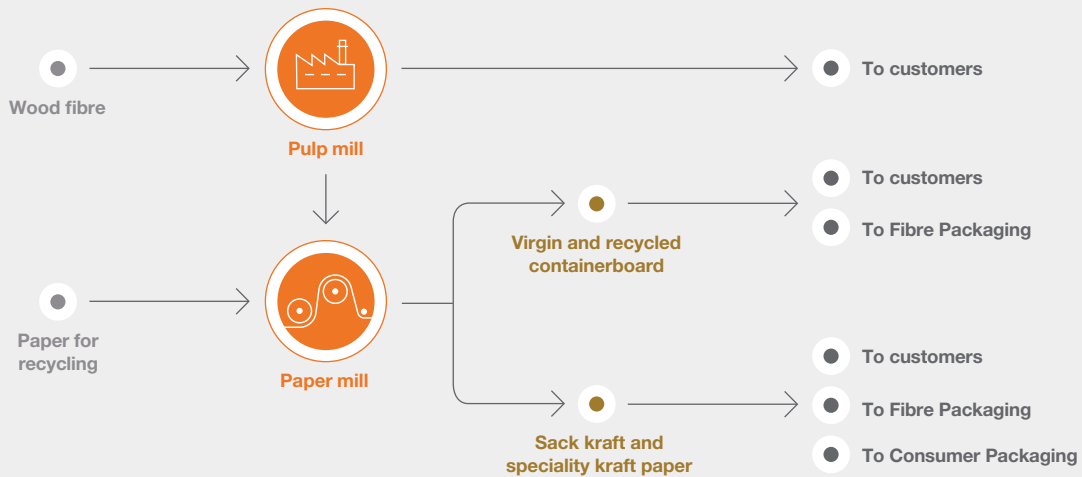 To customers
Wood fibre
Pulp mill
To customers
To Fibre Packaging
Virgin and recycled
containerboard
Paper for
recycling
Paper mill
To customers
To Fibre Packaging
Sack kraft and
speciality kraft paper
To Consumer Packaging